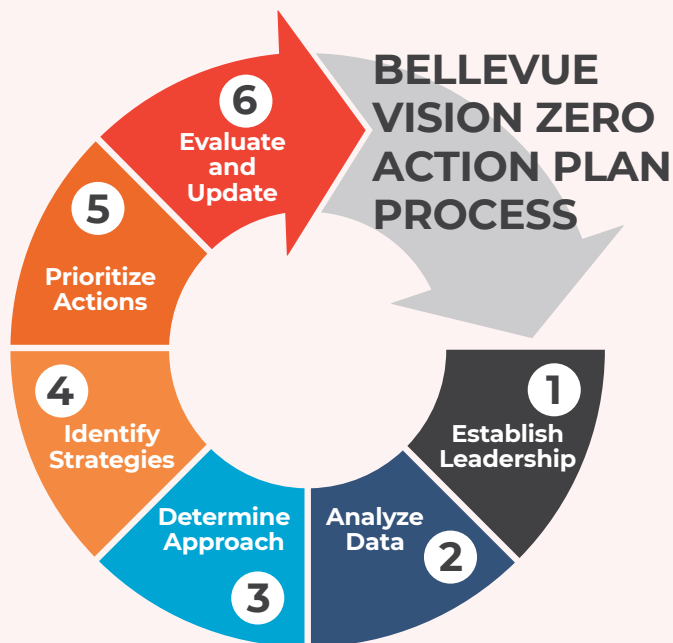 BELLEVUE
VISION ZERO
ACTION PLAN
PROCESS
1
Establish
Leadership
2
Analyze
Data
3
Determine
Approach
4
Identify
Strategies
5
Prioritize
Actions
6
Evaluate
and
Update